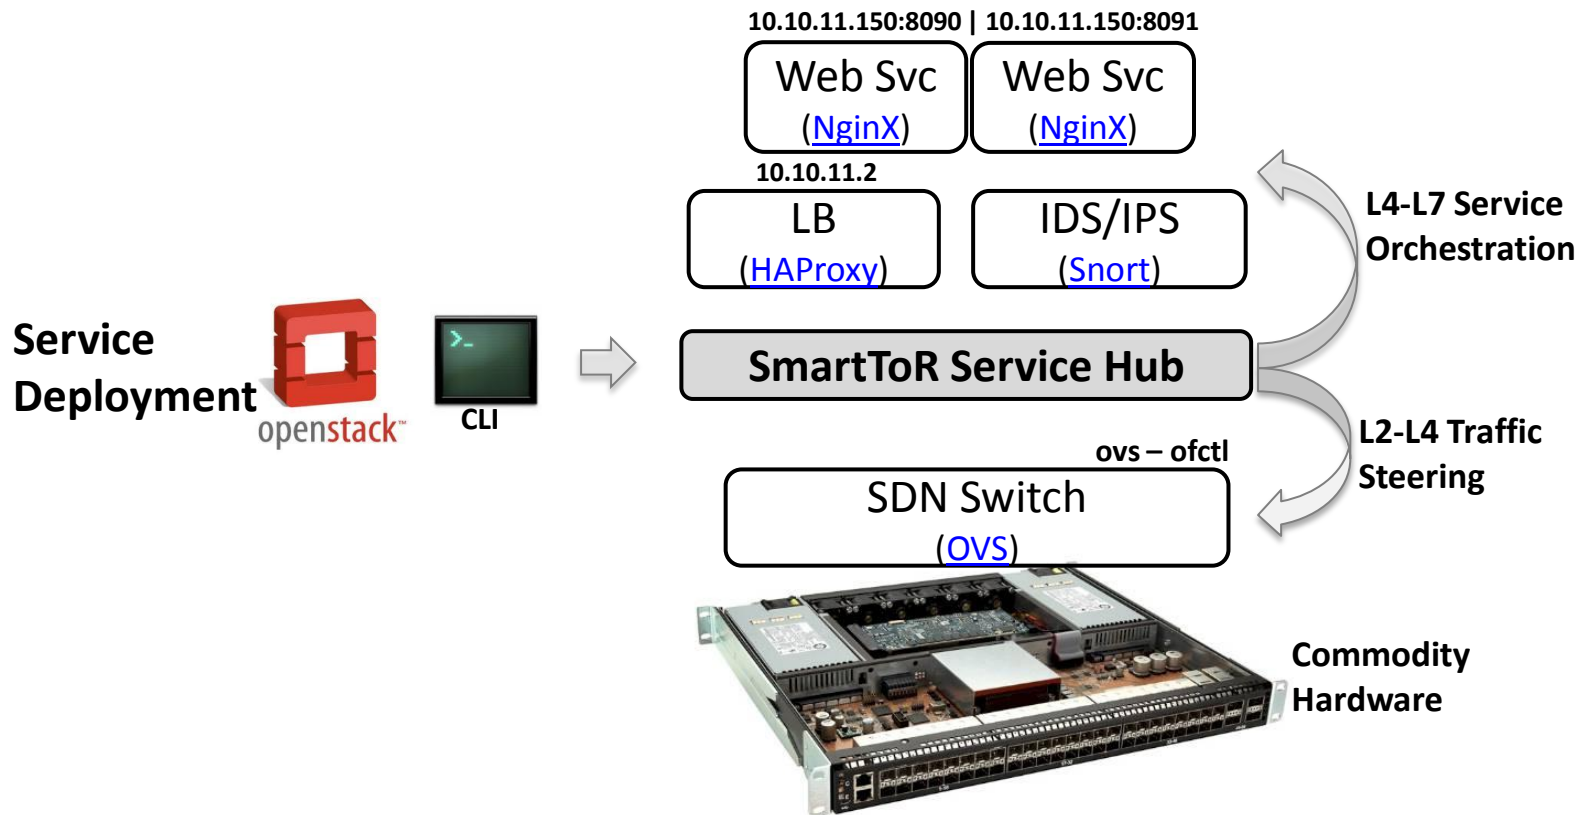 10.10.11.150:8090 | 10.10.11.150:8091
Web Svc
(NginX)
Web Svc
(NginX)
10.10.11.2
LB
(HAProxy)
IDS/IPS
(Snort)
L4-L7 Service
Orchestration
Service
Deployment
openstack™
>_
CLI
SmartToR Service Hub
L2-L4 Traffic
Steering
ovs – ofctl
SDN Switch
(OVS)
Commodity
Hardware